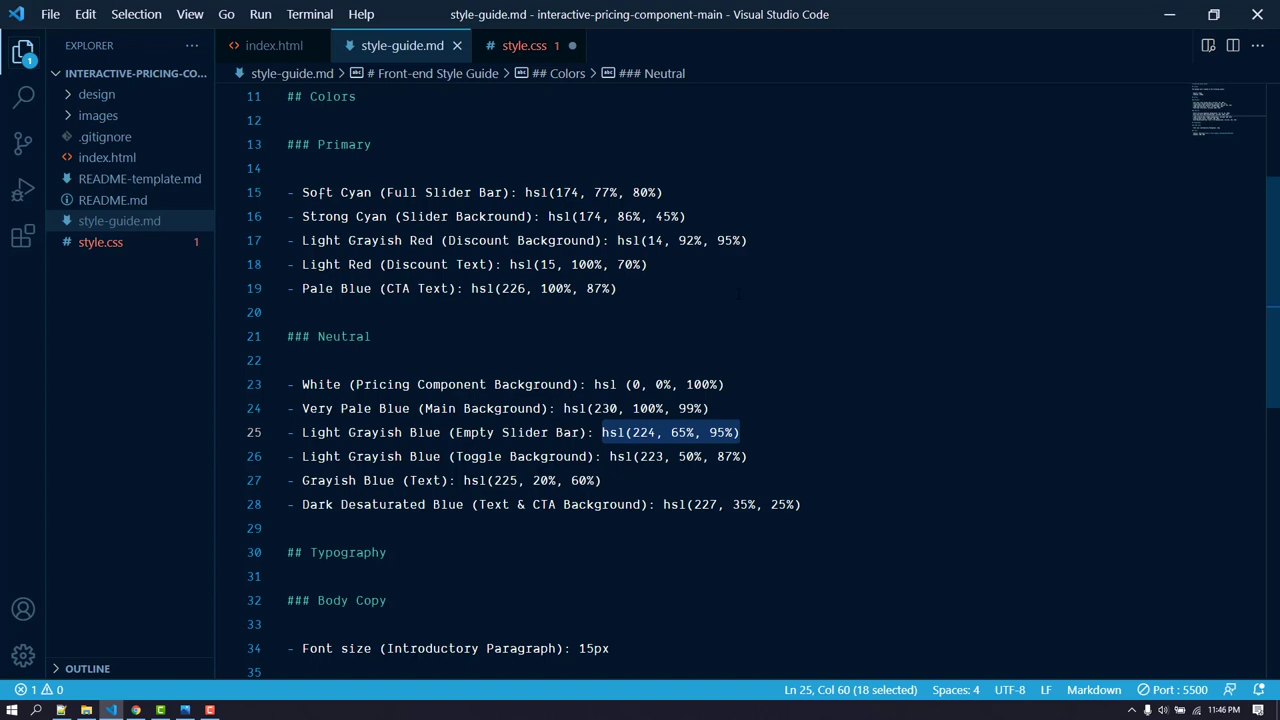 File Edit Selection View Go Run Terminal Help style-guide.md - interactive-pricing-component-main - Visual Studio Code
EXPLORER
index.html style-guide.md style.css 1
INTERACTIVE-PRICING-CO...
style-guide.md > # Front-end Style Guide > ## Colors > ### Neutral
1
design
images
.gitignore
index.html
README-template.md
README.md
style-guide.md
style.css 1
11 ## Colors
12
13 ### Primary
14
15 - Soft Cyan (Full Slider Bar): hsl(174, 77%, 80%)
16 - Strong Cyan (Slider Backround): hsl(174, 86%, 45%)
17 - Light Grayish Red (Discount Background): hsl(14, 92%, 95%)
18 - Light Red (Discount Text): hsl(15, 100%, 70%)
19 - Pale Blue (CTA Text): hsl(226, 100%, 87%)
20
21 ### Neutral
22
23 - White (Pricing Component Background): hsl (0, 0%, 100%)
24 - Very Pale Blue (Main Background): hsl(230, 100%, 99%)
25 - Light Grayish Blue (Empty Slider Bar): hsl(224, 65%, 95%)
26 - Light Grayish Blue (Toggle Background): hsl(223, 50%, 87%)
27 - Grayish Blue (Text): hsl(225, 20%, 60%)
28 - Dark Desaturated Blue (Text & CTA Background): hsl(227, 35%, 25%)
29
30 ## Typography
31
32 ### Body Copy
33
34 - Font size (Introductory Paragraph): 15px
35
OUTLINE
1 0 Ln 25, Col 60 (18 selected) Spaces: 4 UTF-8 LF Markdown Port : 5500
11:46 PM